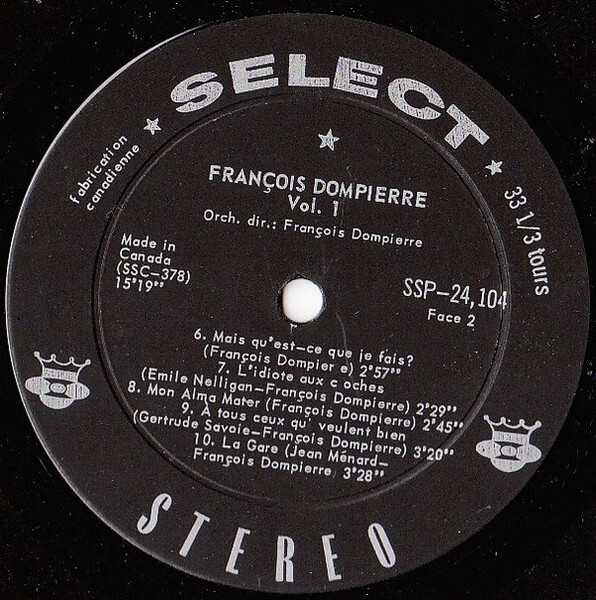 SELECT
fabrication
canadienne
33 1/3 tours
FRANÇOIS DOMPIERRE
Vol. 1
Orch. dir.: François Dompierre
Made in
Canada
(SSC-378)
15'19''
SSP-24,104
Face 2
6. Mais qu'est-ce que je fais?
(François Dompier e) 2'57''
7. L'idiote aux c oches
(Emile Nelligan-François Dompierre) 2'29''
8. Mon Alma Mater (François Dompierre) 2'45''
9. À tous ceux qu' veulent bien
(Gertrude Savoie-François Dompierre) 3'20''
10. La Gare (Jean Ménard-
François Dompierre) 3'28''
STEREO